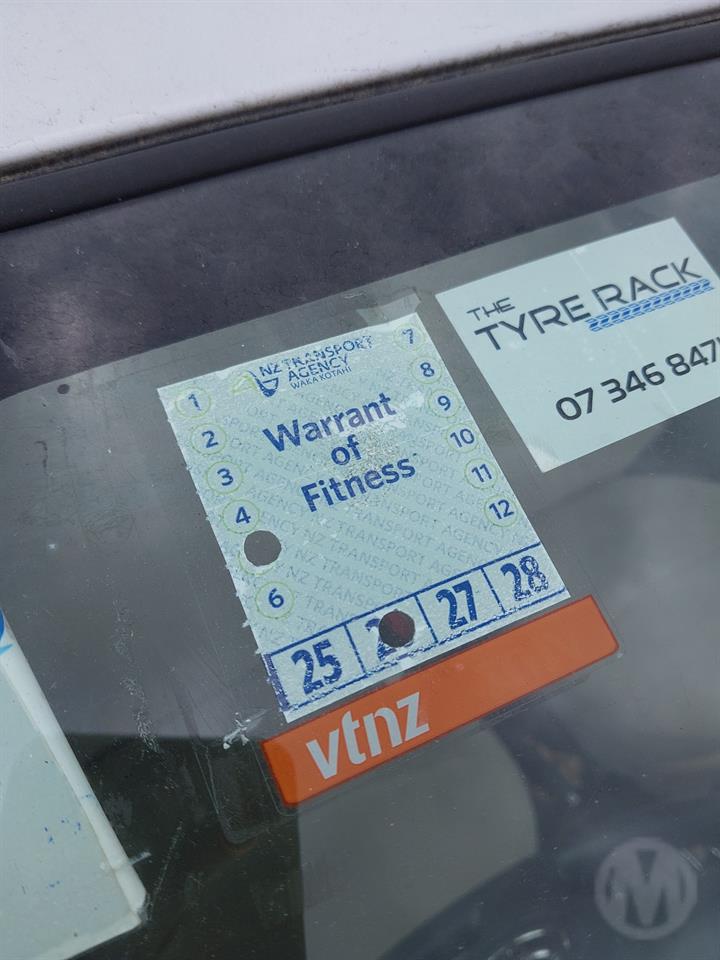 NZ TRANSPORT
AGENCY
WAKA KOTAHI
Warrant
of
Fitness
1
2
3
4
6
7
8
9
10
11
12
25
27
28
vtnz
THE
TYRE RACK
07 346 847
M